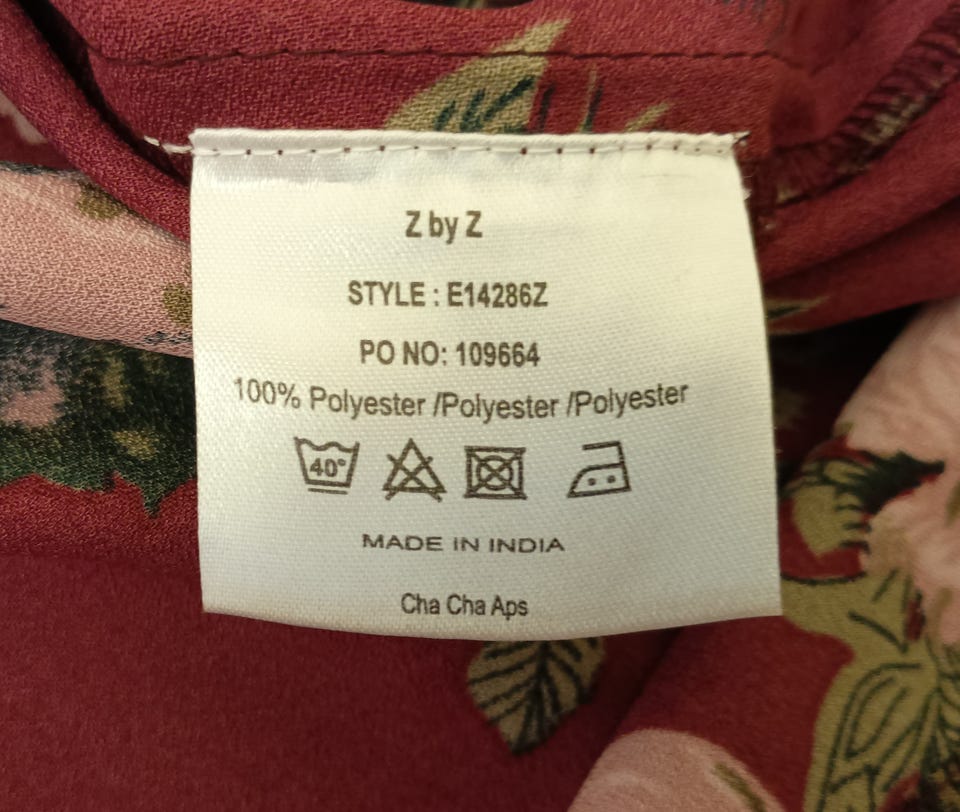 Z by Z
STYLE : E14286Z
PO NO: 109664
100% Polyester /Polyester /Polyester
40°
MADE IN INDIA
Cha Cha Aps